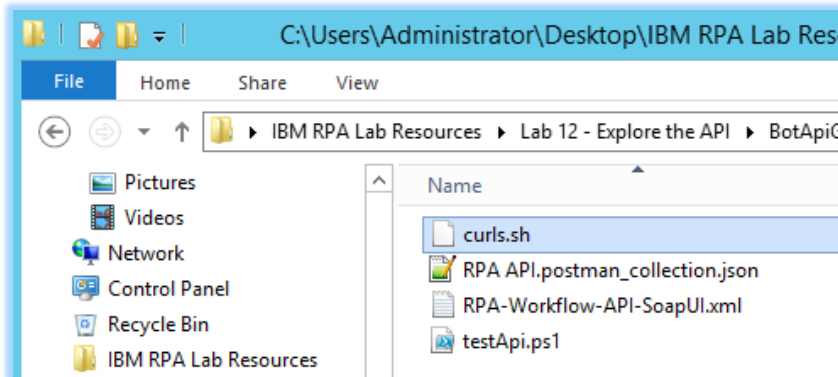 C:\Users\Administrator\Desktop\IBM RPA Lab Res
File Home Share View
IBM RPA Lab Resources Lab 12 - Explore the API BotApiG
Pictures
Videos
Network
Control Panel
Recycle Bin
IBM RPA Lab Resources
Name
curls.sh
RPA API.postman_collection.json
RPA-Workflow-API-SoapUI.xml
testApi.ps1